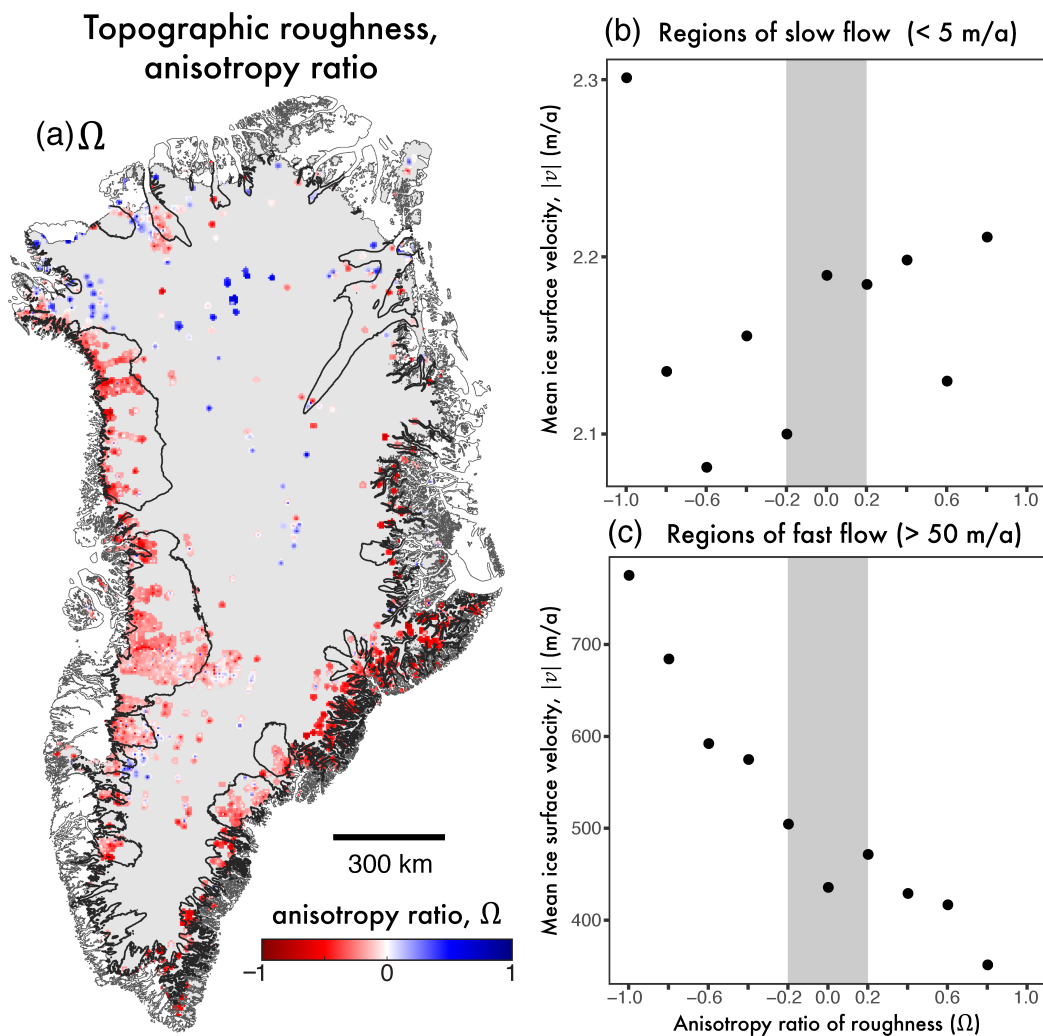 Topographic roughness,
anisotropy ratio
(a) Ω
300 km
anisotropy ratio, Ω
−1 0 1
(b) Regions of slow flow (< 5 m/a)
Mean ice surface velocity, |v| (m/a)
2.3
2.2
2.1
−1.0 −0.6 −0.2 0.0 0.2 0.6 1.0
(c) Regions of fast flow (> 50 m/a)
Mean ice surface velocity, |v| (m/a)
700
600
500
400
−1.0 −0.6 −0.2 0.0 0.2 0.6 1.0
Anisotropy ratio of roughness (Ω)